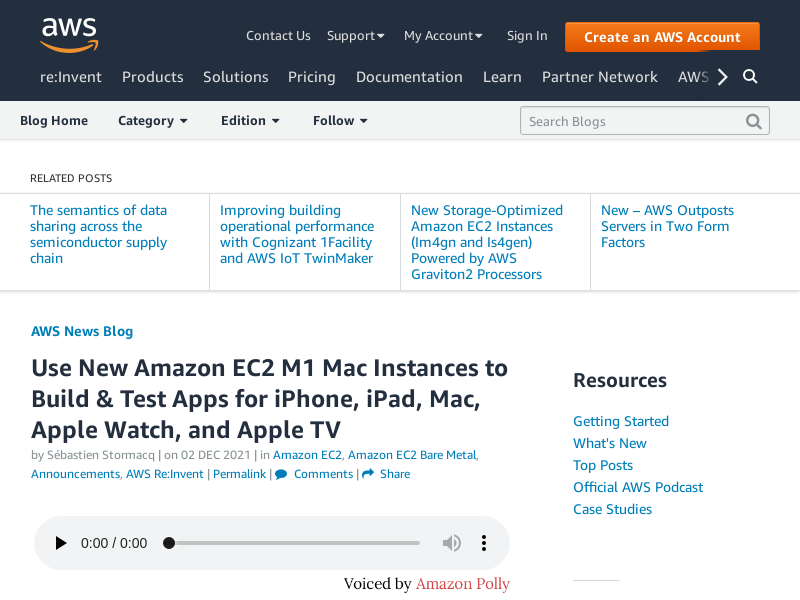 aws
Contact Us Support My Account Sign In Create an AWS Account
re:Invent Products Solutions Pricing Documentation Learn Partner Network AWS
Blog Home Category Edition Follow Search Blogs
RELATED POSTS
The semantics of data
sharing across the
semiconductor supply
chain
Improving building
operational performance
with Cognizant 1Facility
and AWS IoT TwinMaker
New Storage-Optimized
Amazon EC2 Instances
(Im4gn and Is4gen)
Powered by AWS
Graviton2 Processors
New – AWS Outposts
Servers in Two Form
Factors
AWS News Blog
Use New Amazon EC2 M1 Mac Instances to
Build & Test Apps for iPhone, iPad, Mac,
Apple Watch, and Apple TV
by Sébastien Stormacq | on 02 DEC 2021 | in Amazon EC2, Amazon EC2 Bare Metal,
Announcements, AWS Re:Invent | Permalink | Comments | Share
0:00 / 0:00
Voiced by Amazon Polly
Resources
Getting Started
What's New
Top Posts
Official AWS Podcast
Case Studies